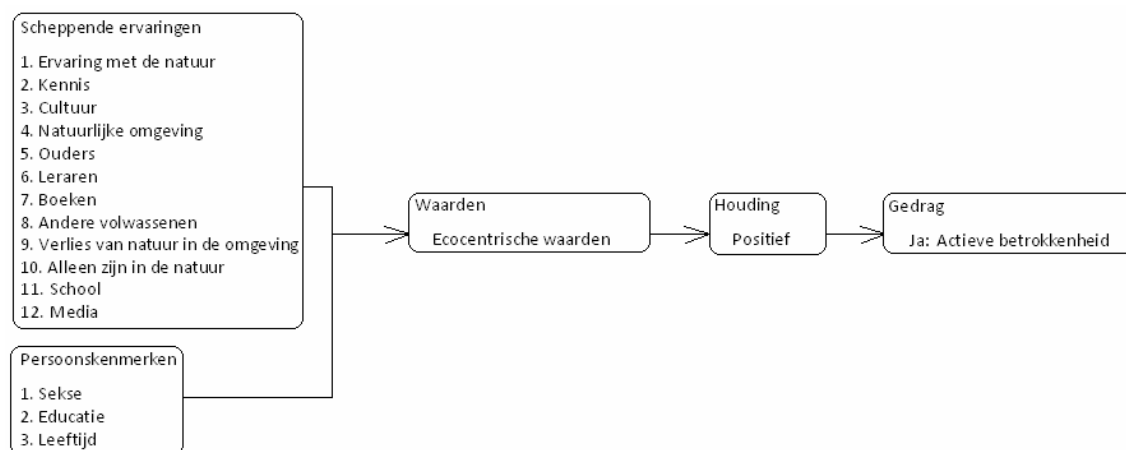 Scheppende ervaringen
1. Ervaring met de natuur
2. Kennis
3. Cultuur
4. Natuurlijke omgeving
5. Ouders
6. Leraren
7. Boeken
8. Andere volwassenen
9. Verlies van natuur in de omgeving
10. Alleen zijn in de natuur
11. School
12. Media
Persoonskenmerken
1. Sekse
2. Educatie
3. Leeftijd
Waarden
Ecocentrische waarden
Houding
Positief
Gedrag
Ja: Actieve betrokkenheid